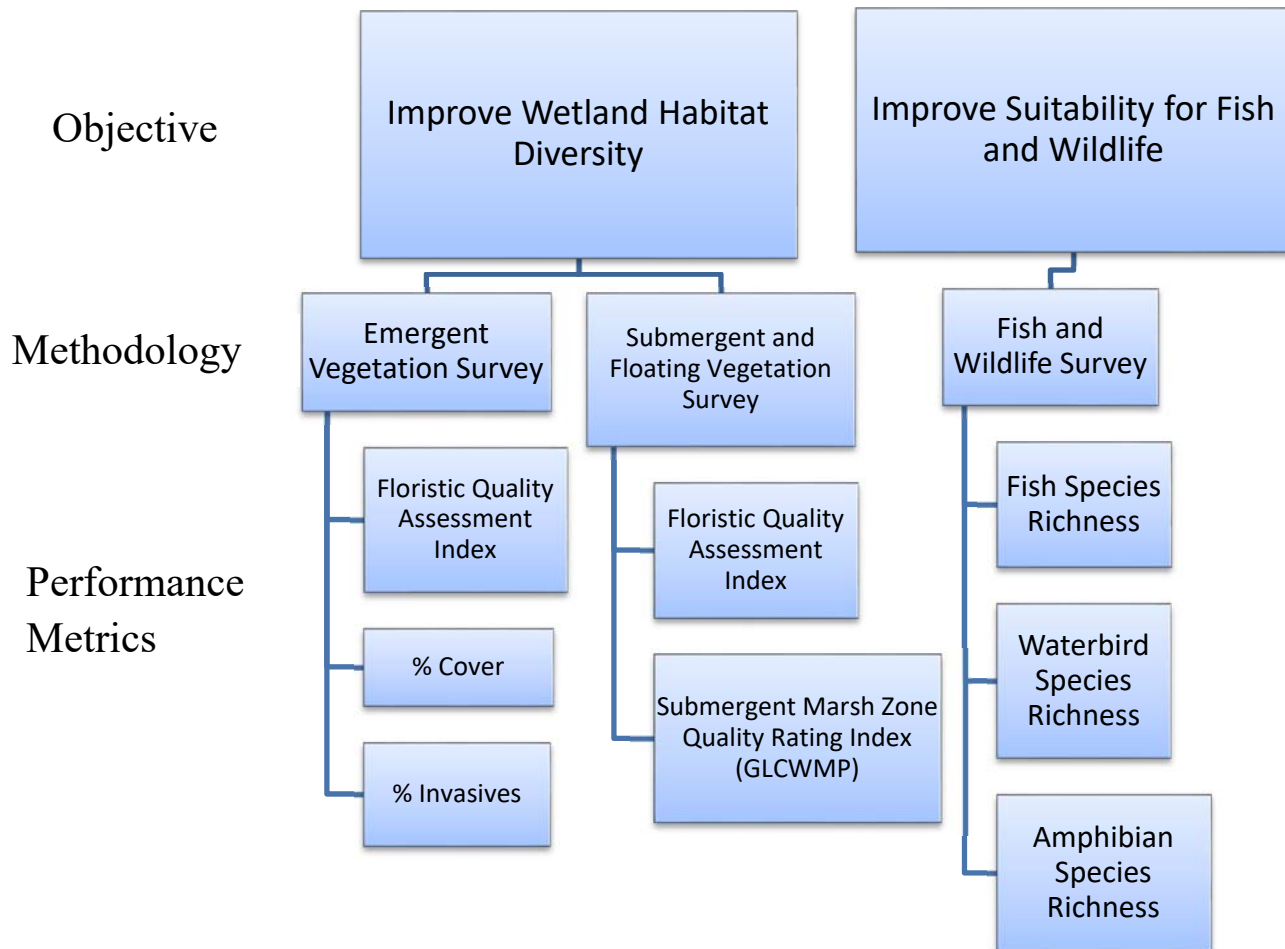 Objective
Improve Wetland Habitat
Diversity
Improve Suitability for Fish
and Wildlife
Methodology
Emergent
Vegetation Survey
Submergent and
Floating Vegetation
Survey
Fish and
Wildlife Survey
Performance
Metrics
Floristic Quality
Assessment
Index
% Cover
% Invasives
Floristic Quality
Assessment
Index
Submergent Marsh Zone
Quality Rating Index
(GLCWMP)
Fish Species
Richness
Waterbird
Species
Richness
Amphibian
Species
Richness